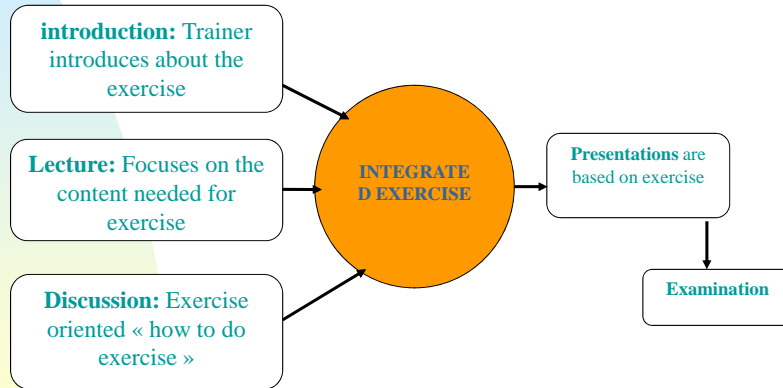 introduction: Trainer
introduces about the
exercise
Lecture: Focuses on the
content needed for
exercise
Discussion: Exercise
oriented « how to do
exercise »
INTEGRATE
D EXERCISE
Presentations are
based on exercise
Examination